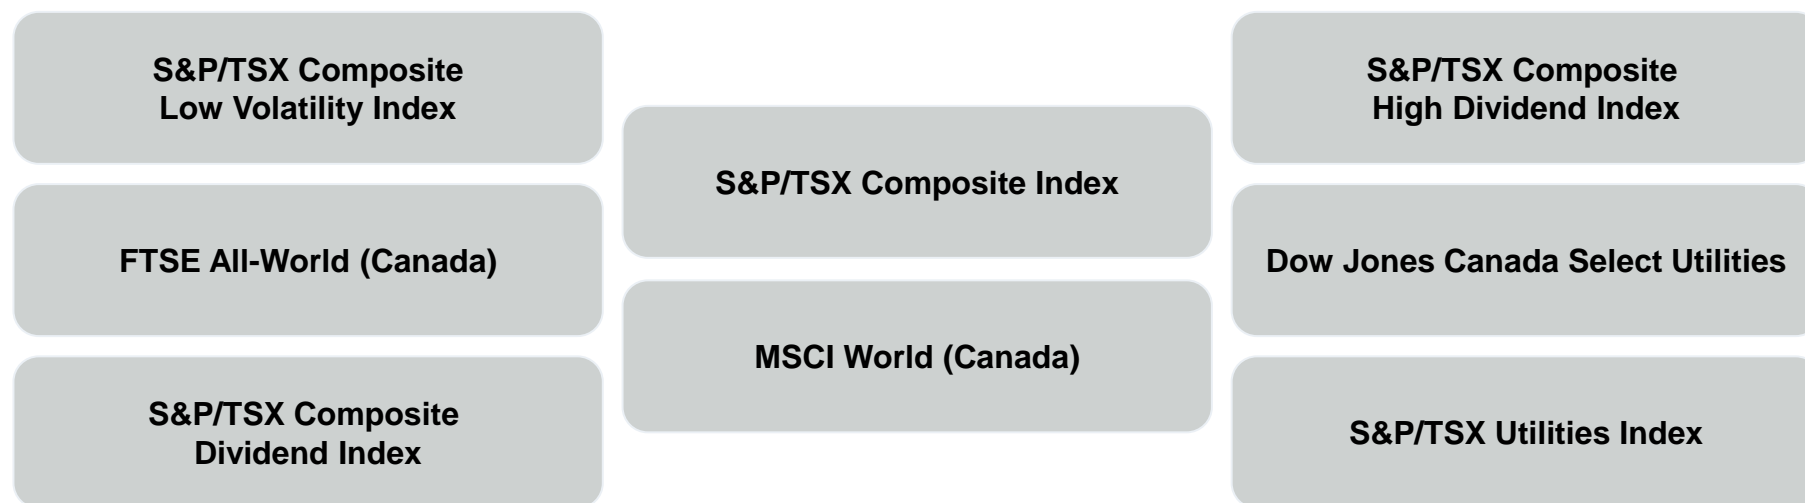 S&P/TSX Composite
Low Volatility Index
FTSE All-World (Canada)
S&P/TSX Composite
Dividend Index
S&P/TSX Composite Index
MSCI World (Canada)
S&P/TSX Composite
High Dividend Index
Dow Jones Canada Select Utilities
S&P/TSX Utilities Index